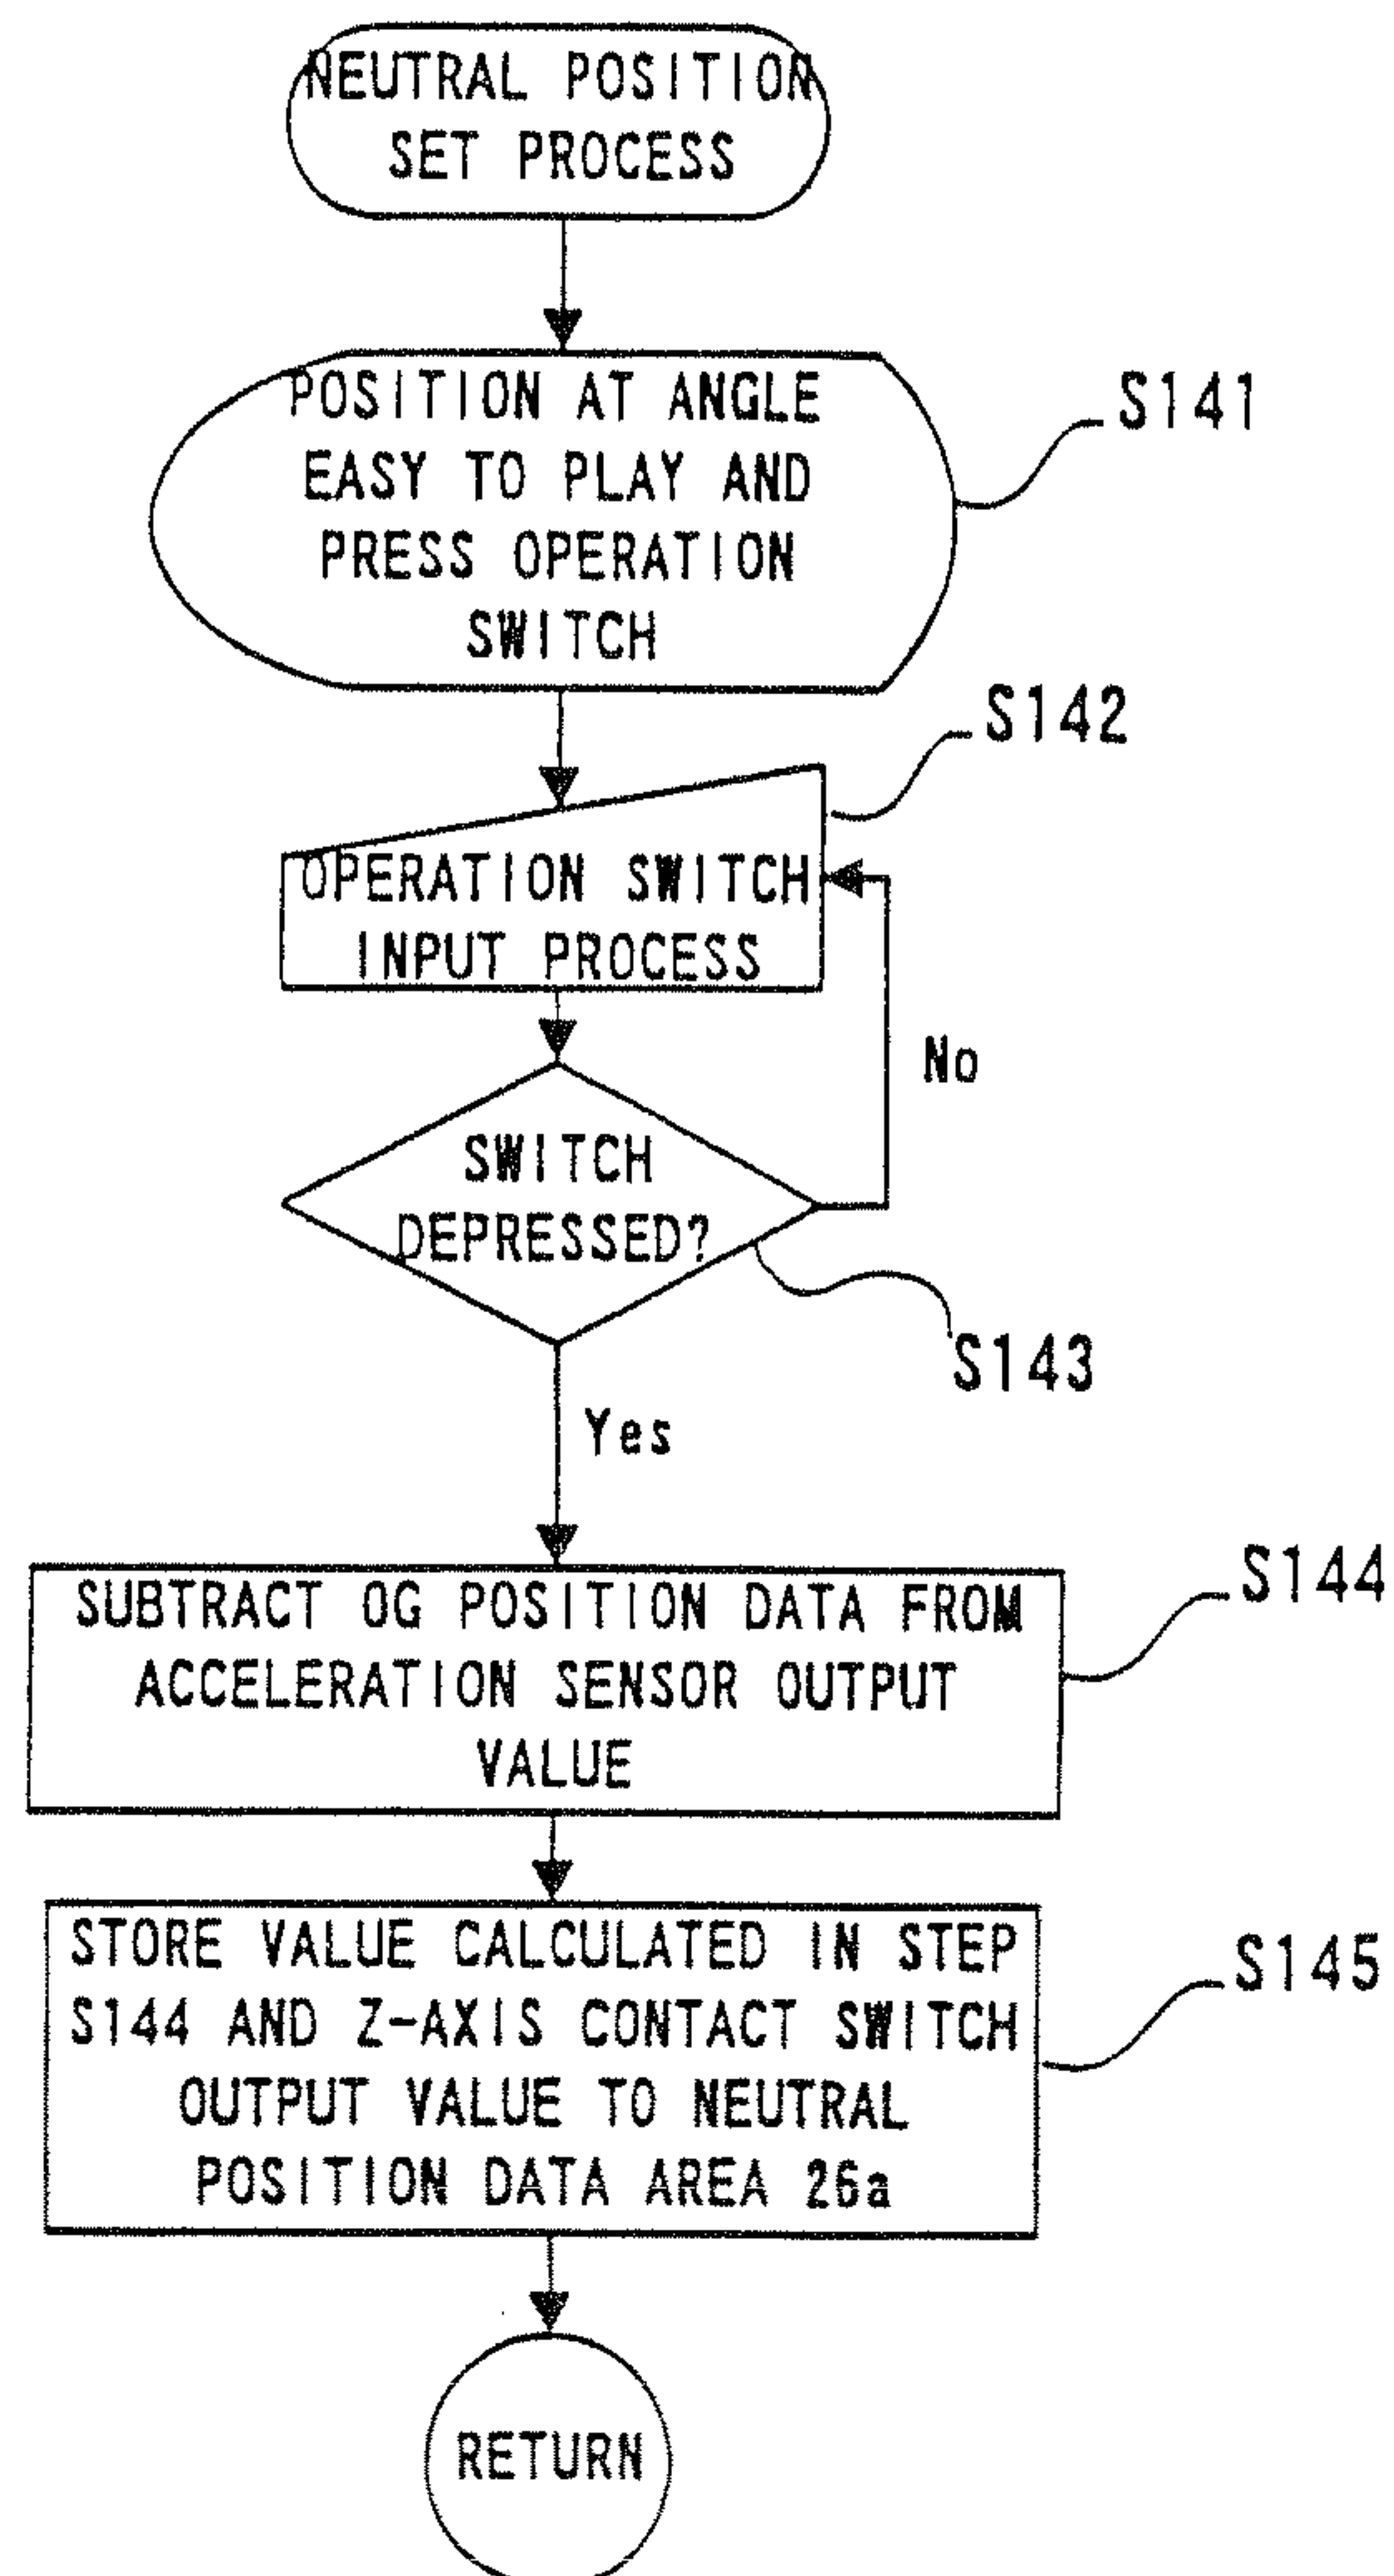 NEUTRAL POSITION
SET PROCESS
POSITION AT ANGLE
EASY TO PLAY AND
PRESS OPERATION
SWITCH
S141
S142
OPERATION SWITCH
INPUT PROCESS
No
SWITCH
DEPRESSED?
S143
Yes
SUBTRACT 0G POSITION DATA FROM
ACCELERATION SENSOR OUTPUT
VALUE
S144
STORE VALUE CALCULATED IN STEP
S144 AND Z-AXIS CONTACT SWITCH
OUTPUT VALUE TO NEUTRAL
POSITION DATA AREA 26a
S145
RETURN